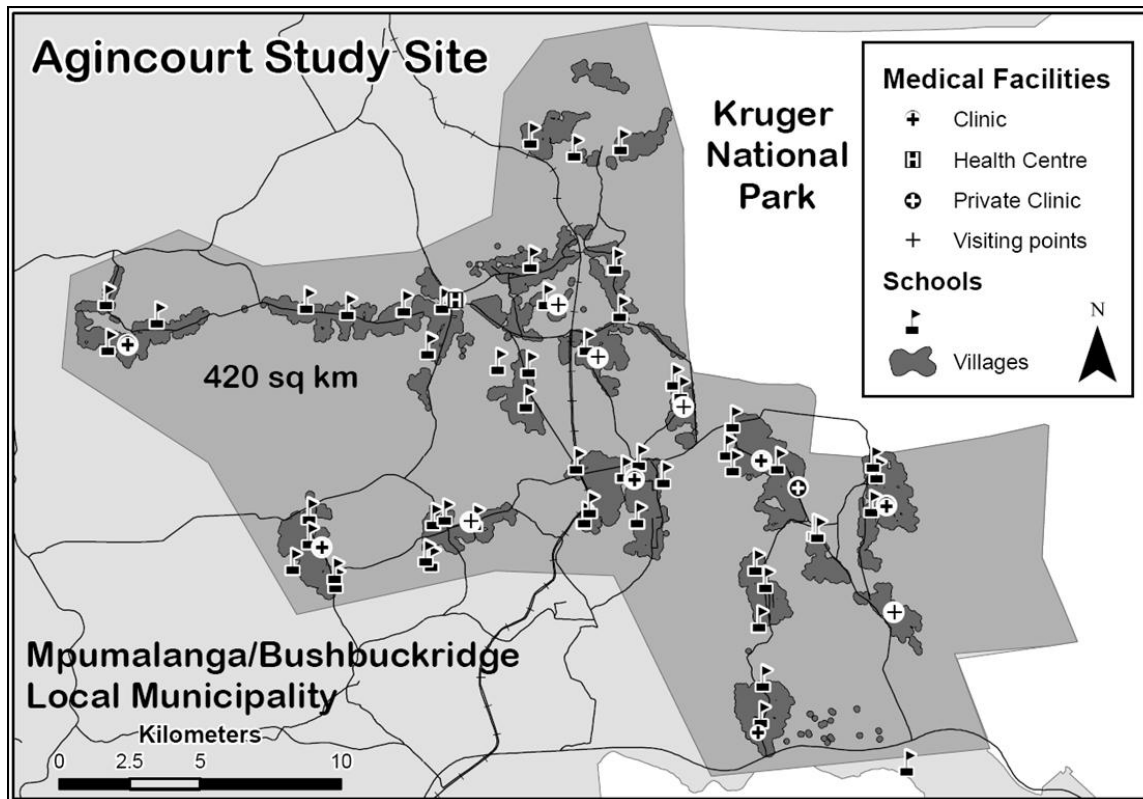 Agincourt Study Site
Kruger
National
Park
Medical Facilities
Clinic
H Health Centre
Private Clinic
Visiting points
Schools
Villages
N
H
420 sq km
Mpumalanga/Bushbuckridge
Local Municipality
Kilometers
0 2.5 5 10